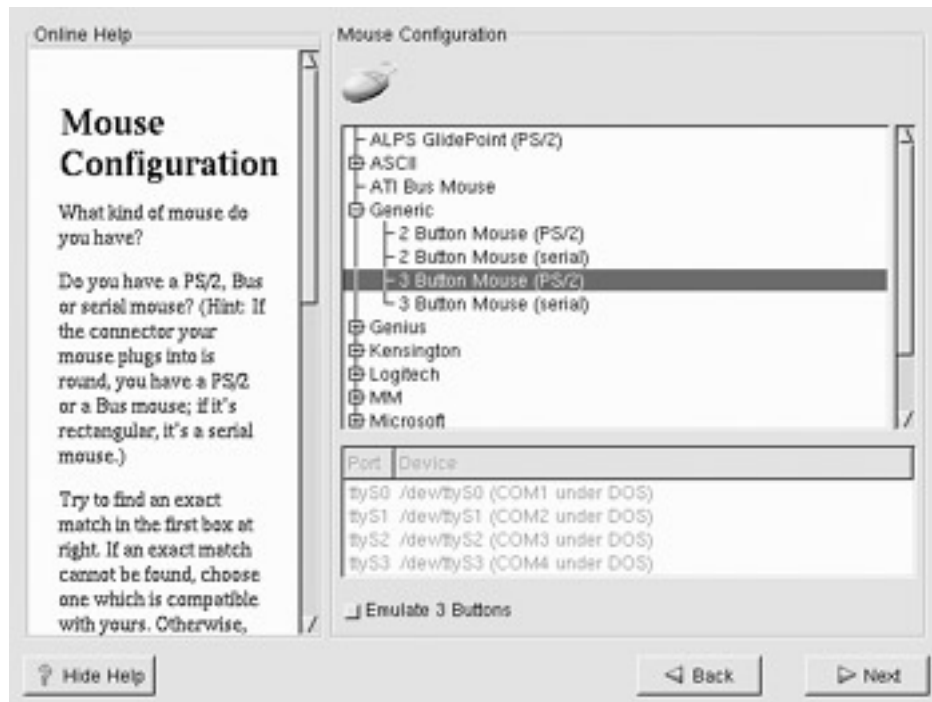 Online Help
Mouse
Configuration
What kind of mouse do
you have?
Do you have a PS/2, Bus
or serial mouse? (Hint: If
the connector your
mouse plugs into is
round, you have a PS/2
or a Bus mouse; if it's
rectangular, it's a serial
mouse.)
Try to find an exact
match in the first box at
right. If an exact match
cannot be found, choose
one which is compatible
with yours. Otherwise,
Mouse Configuration
ALPS GlidePoint (PS/2)
ASCII
ATI Bus Mouse
Generic
2 Button Mouse (PS/2)
2 Button Mouse (serial)
3 Button Mouse (PS/2)
3 Button Mouse (serial)
Genius
Kensington
Logitech
MM
Microsoft
Port Device
ttyS0 /dev/ttyS0 (COM1 under DOS)
ttyS1 /dev/ttyS1 (COM2 under DOS)
ttyS2 /dev/ttyS2 (COM3 under DOS)
ttyS3 /dev/ttyS3 (COM4 under DOS)
Emulate 3 Buttons
? Hide Help
Back
Next